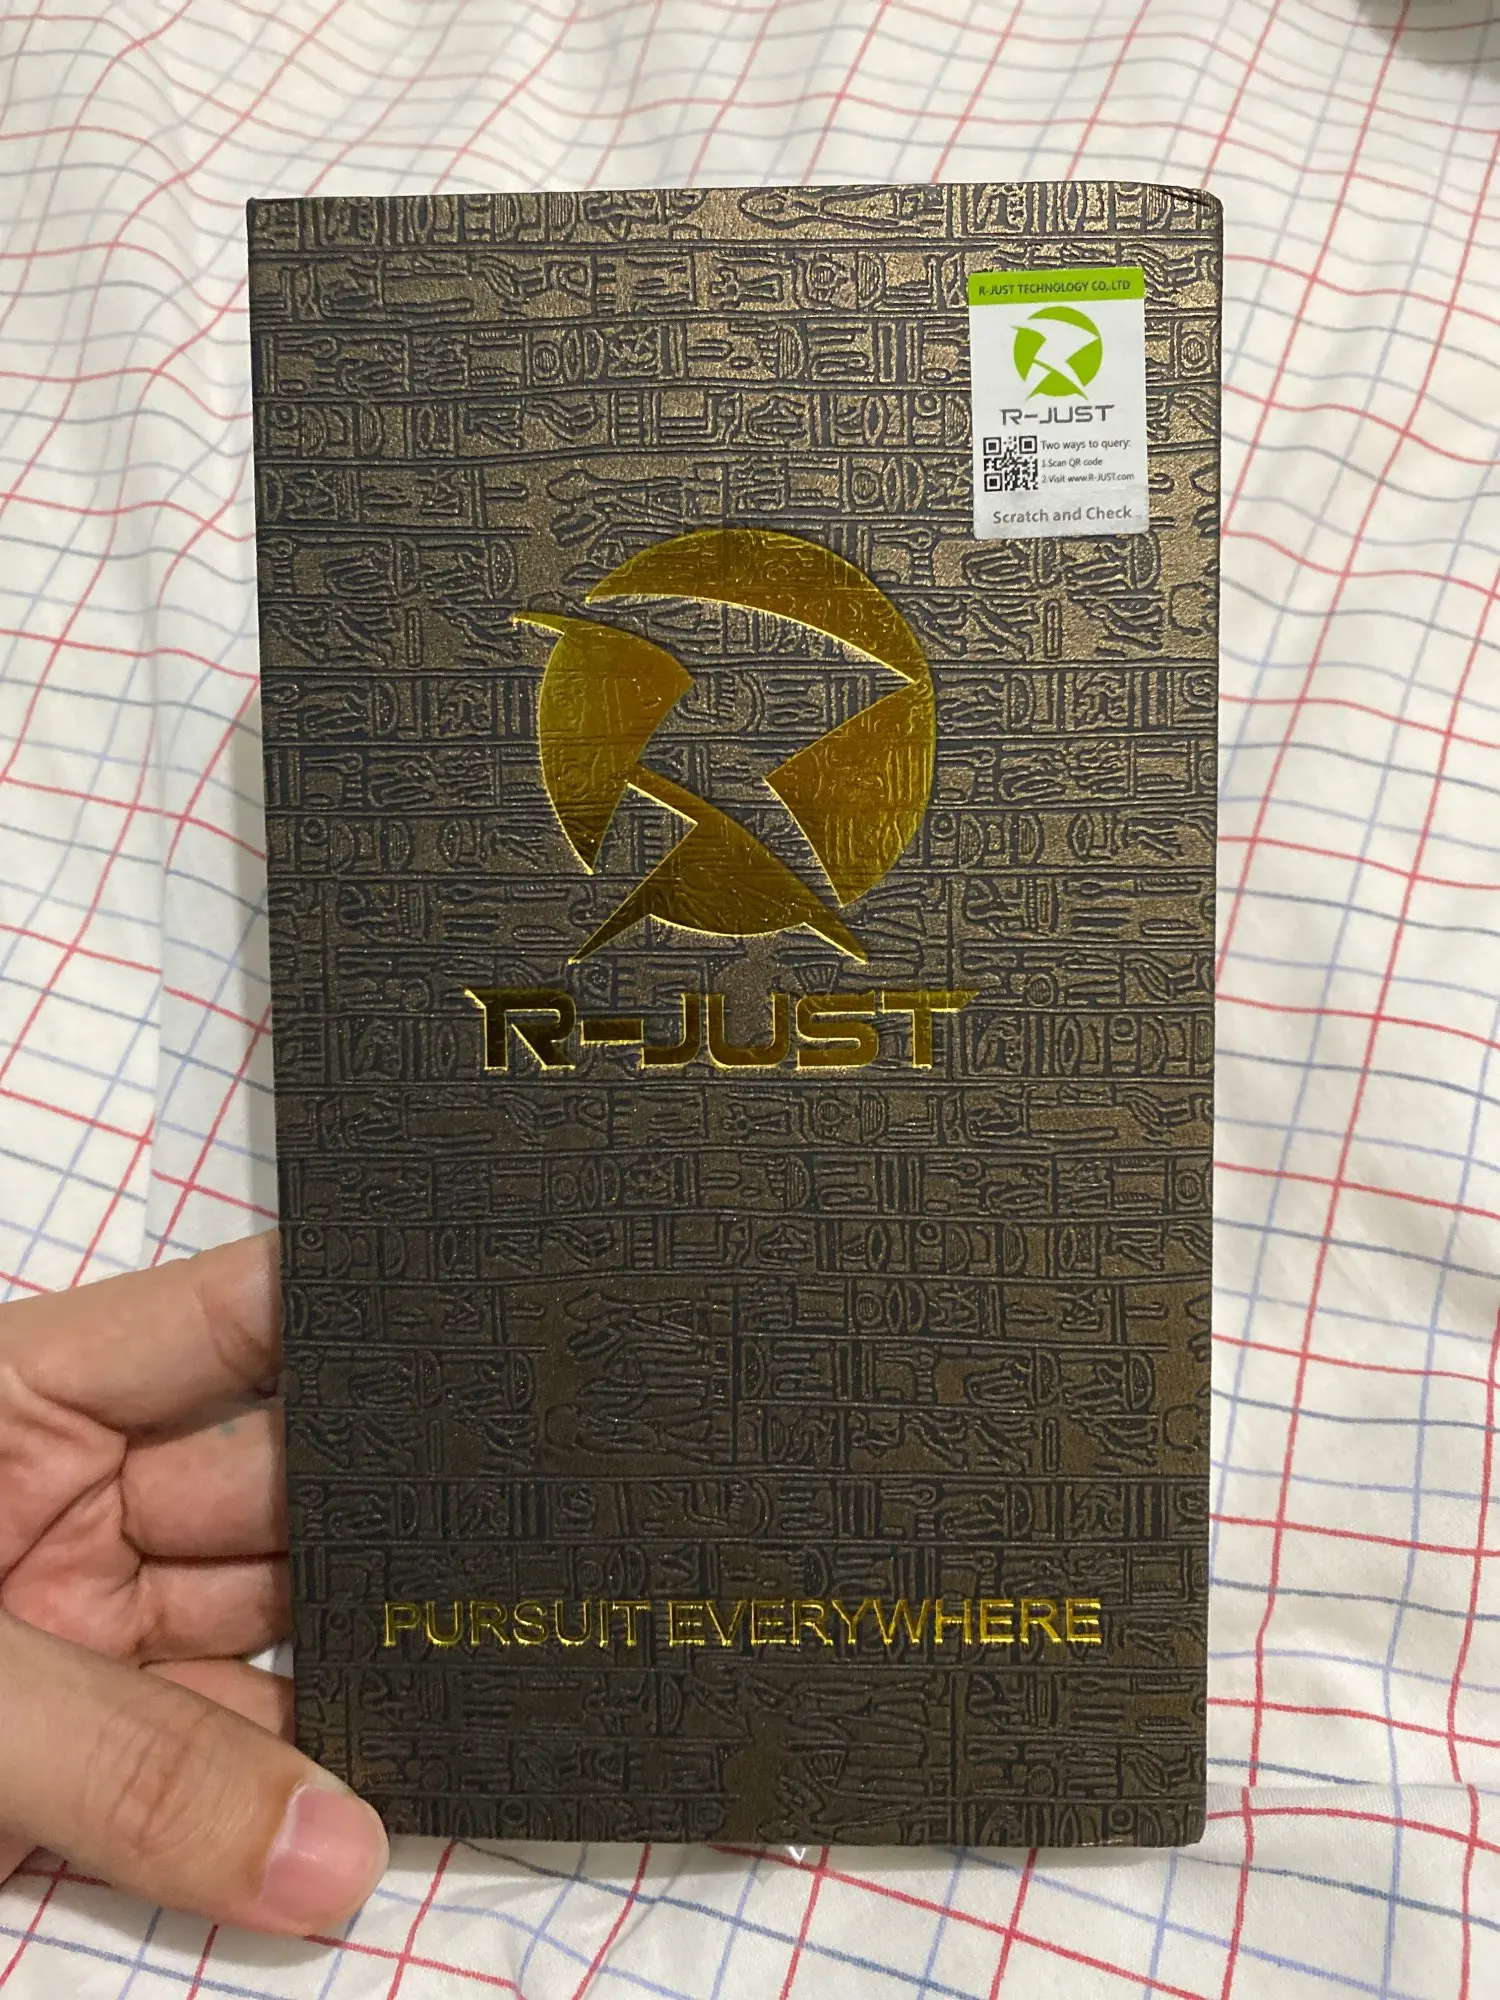 R-JUST TECHNOLOGY CO,.LTD
R-JUST
Two ways to query:
1.Scan QR code
2.Visit www.R-JUST.com
Scratch and Check
R-JUST
PURSUIT EVERYWHERE